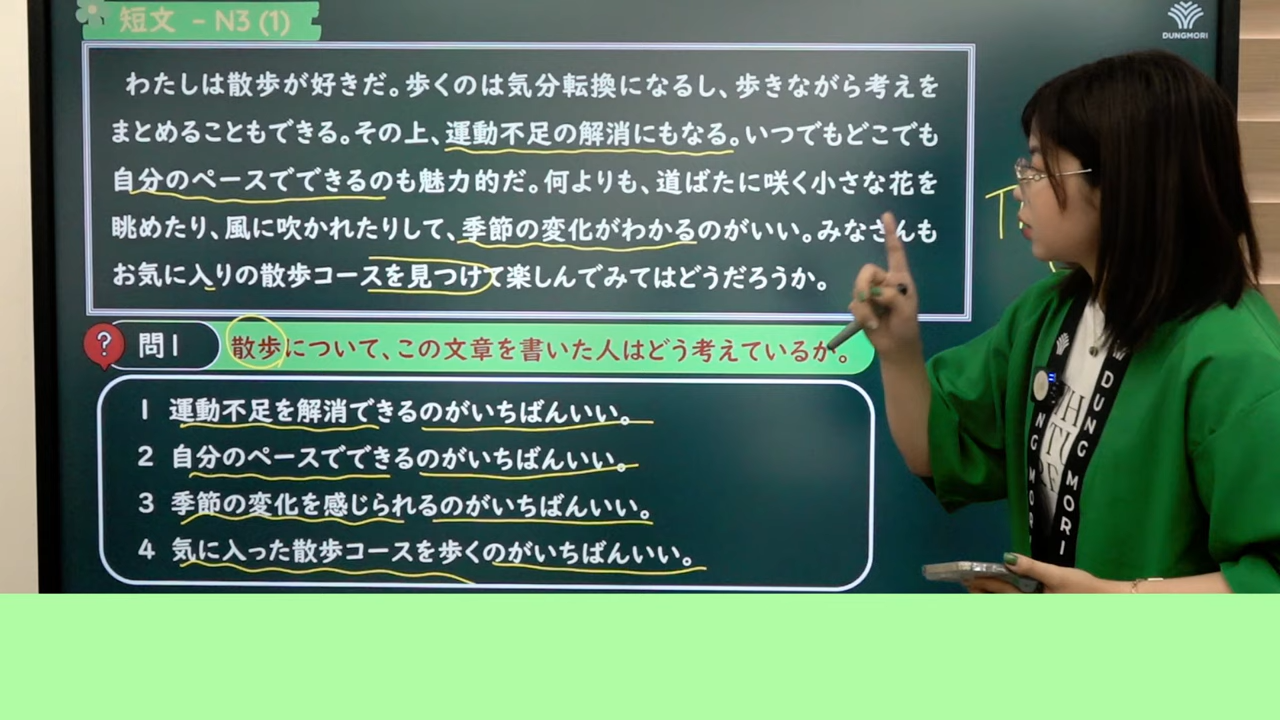 短文 - N3 (1)
DUNGMORI
わたしは散歩が好きだ。歩くのは気分転換になるし、歩きながら考えを
まとめることもできる。その上、運動不足の解消にもなる。いつでもどこでも
自分のペースでできるのも魅力的だ。何よりも、道ばたに咲く小さな花を
眺めたり、風に吹かれたりして、季節の変化がわかるのがいい。みなさんも
お気に入りの散歩コースを見つけて楽しんでみてはどうだろうか。
? 問1 散歩について、この文章を書いた人はどう考えているか。
1 運動不足を解消できるのがいちばんいい。
2 自分のペースでできるのがいちばんいい。
3 季節の変化を感じられるのがいちばんいい。
4 気に入った散歩コースを歩くのがいちばんいい。
DUNGMORI